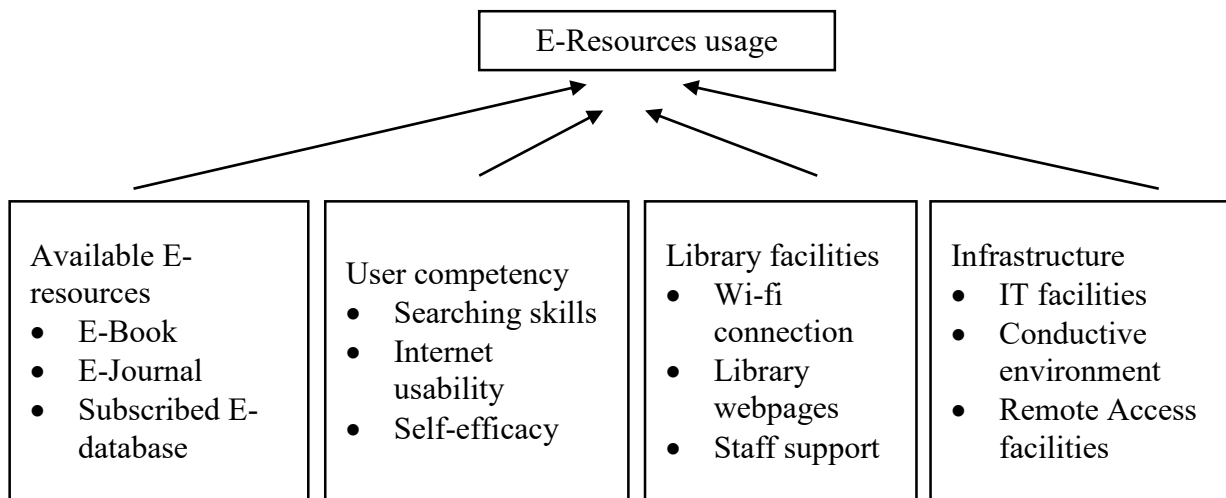 E-Resources usage
Available E-
resources
• E-Book
• E-Journal
• Subscribed E-
database
User competency
• Searching skills
• Internet
usability
• Self-efficacy
Library facilities
• Wi-fi
connection
• Library
webpages
• Staff support
Infrastructure
• IT facilities
• Conductive
environment
• Remote Access
facilities